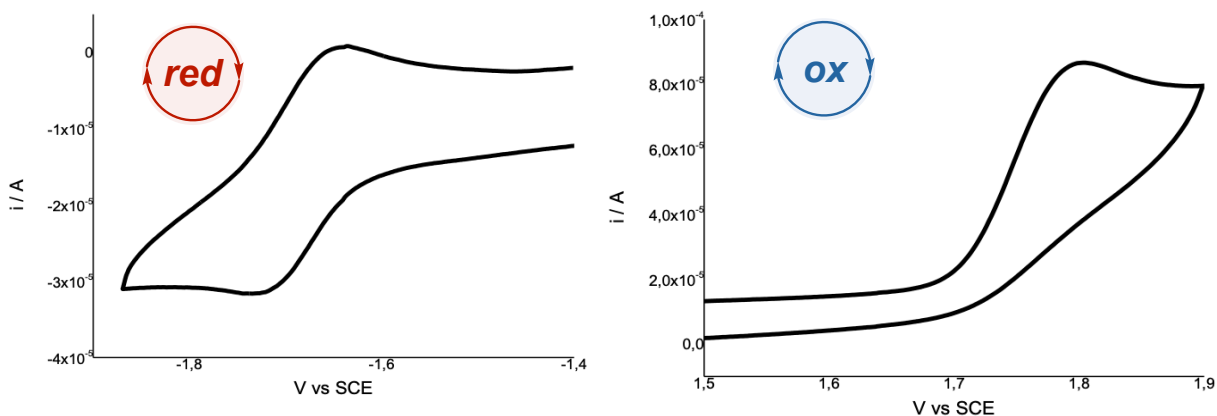 0
-1x10⁻⁵
-2x10⁻⁵
-3x10⁻⁵
-4x10⁻⁵
i / A
red
-1,8
-1,6
-1,4
V vs SCE
1,0x10⁻⁴
8,0x10⁻⁵
6,0x10⁻⁵
4,0x10⁻⁵
2,0x10⁻⁵
0,0
i / A
ox
1,5
1,6
1,7
1,8
1,9
V vs SCE